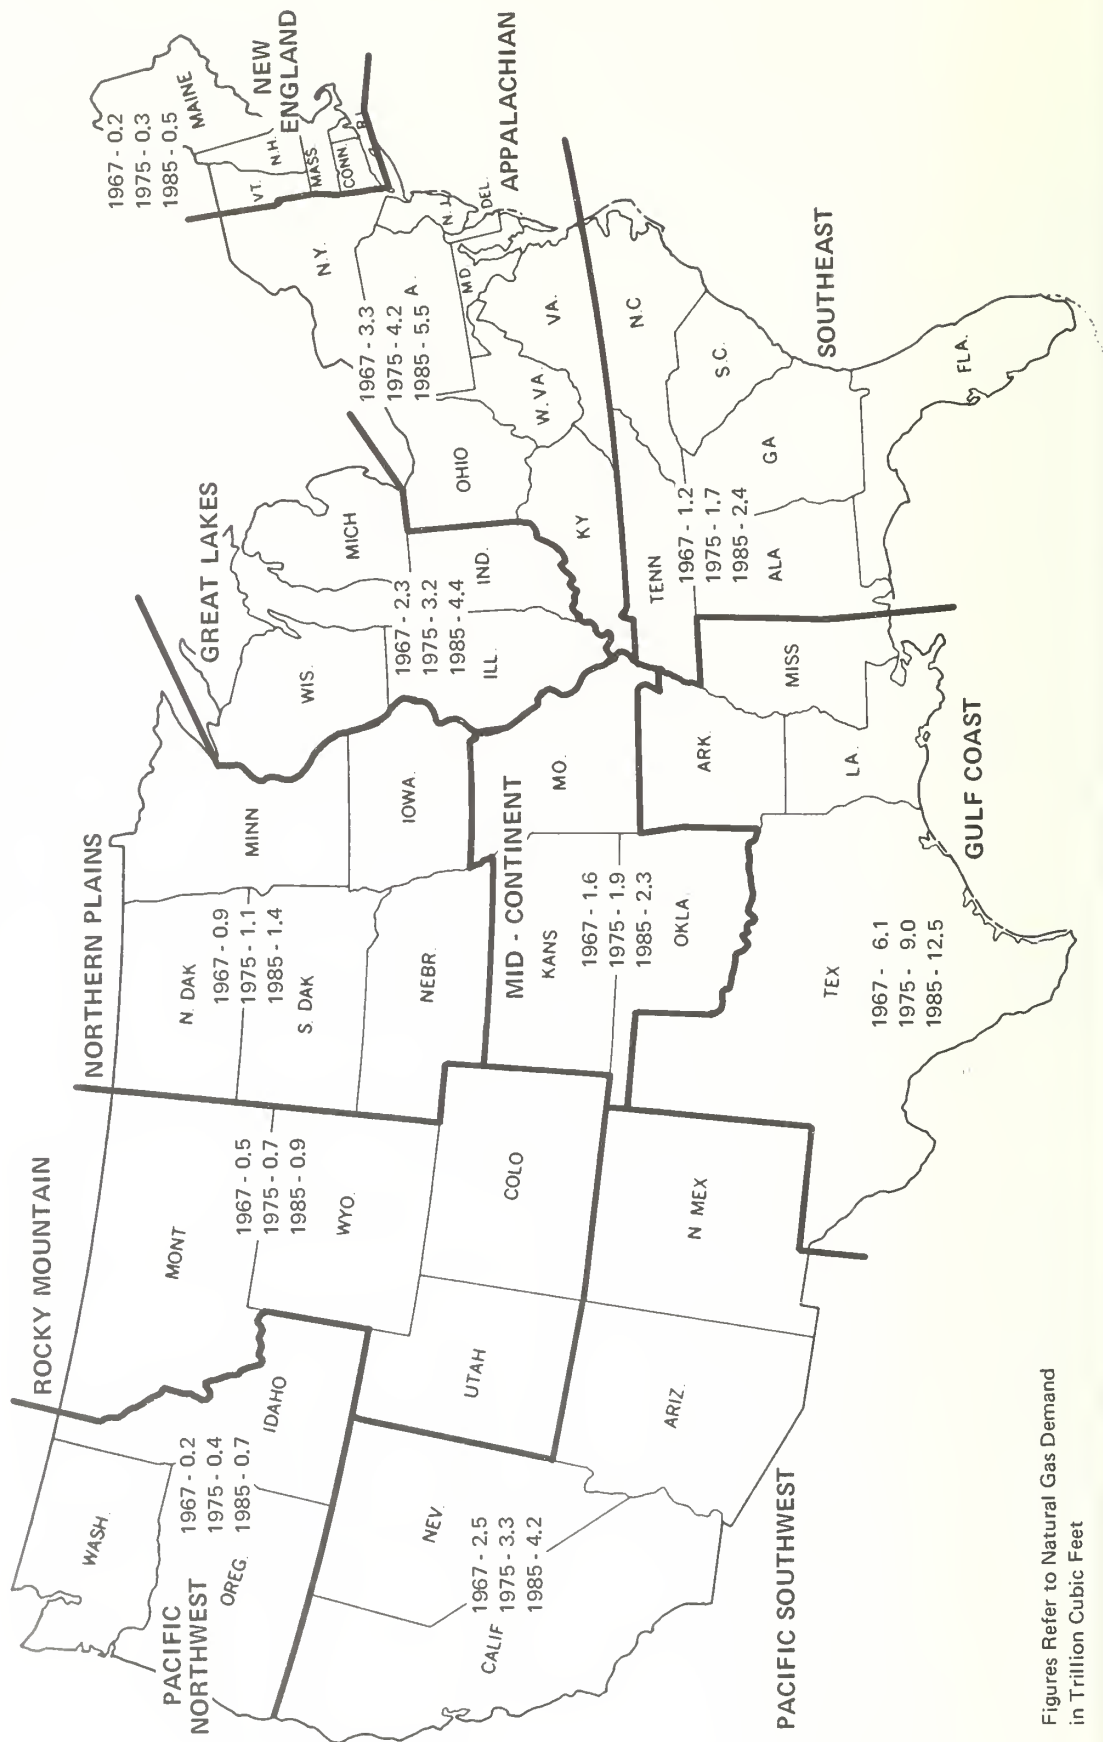 PACIFIC
NORTHWEST
WASH.
OREG.
IDAHO
1967 - 0.2
1975 - 0.4
1985 - 0.7
ROCKY MOUNTAIN
MONT
WYO.
UTAH
COLO
1967 - 0.5
1975 - 0.7
1985 - 0.9
NORTHERN PLAINS
N. DAK
S. DAK
NEBR
MINN
IOWA
1967 - 0.9
1975 - 1.1
1985 - 1.4
GREAT LAKES
WIS.
MICH
ILL.
IND.
1967 - 2.3
1975 - 3.2
1985 - 4.4
NEW
ENGLAND
MAINE
N.H.
VT.
MASS
CONN.
R.I.
1967 - 0.2
1975 - 0.3
1985 - 0.5
APPALACHIAN
N.Y.
A.
N.J.
DEL.
MD
VA.
W. VA.
OHIO
KY
1967 - 3.3
1975 - 4.2
1985 - 5.5
PACIFIC SOUTHWEST
CALIF
NEV.
ARIZ.
N MEX
1967 - 2.5
1975 - 3.3
1985 - 4.2
MID - CONTINENT
KANS
MO.
OKLA.
1967 - 1.6
1975 - 1.9
1985 - 2.3
GULF COAST
TEX
ARK.
LA.
MISS
1967 - 6.1
1975 - 9.0
1985 - 12.5
SOUTHEAST
TENN
N.C
S.C.
GA
ALA
FLA.
1967 - 1.2
1975 - 1.7
1985 - 2.4
Figures Refer to Natural Gas Demand
in Trillion Cubic Feet